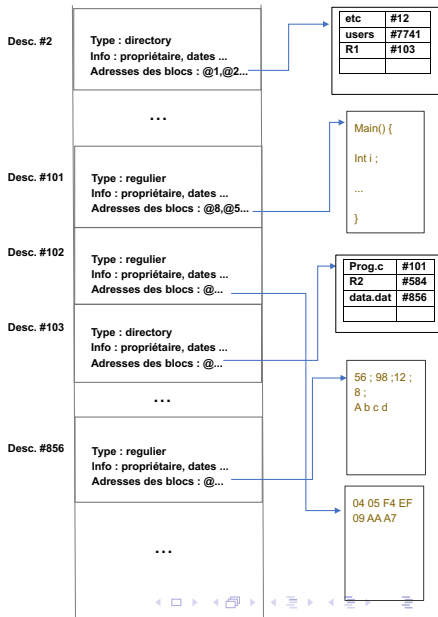 Desc. #2
Type : directory
Info : propriétaire, dates ...
Adresses des blocs : @1,@2...
etc #12
users #7741
R1 #103
...
Desc. #101
Type : regulier
Info : propriétaire, dates ...
Adresses des blocs : @8,@5...
Main() {
Int i ;
...
}
Desc. #102
Type : regulier
Info : propriétaire, dates ...
Adresses des blocs : @...
Prog.c #101
R2 #584
data.dat #856
Desc. #103
Type : directory
Info : propriétaire, dates ...
Adresses des blocs : @...
...
56 ; 98 ;12 ;
8 ;
A b c d
Desc. #856
Type : regulier
Info : propriétaire, dates ...
Adresses des blocs : @...
04 05 F4 EF
09 AA A7
...